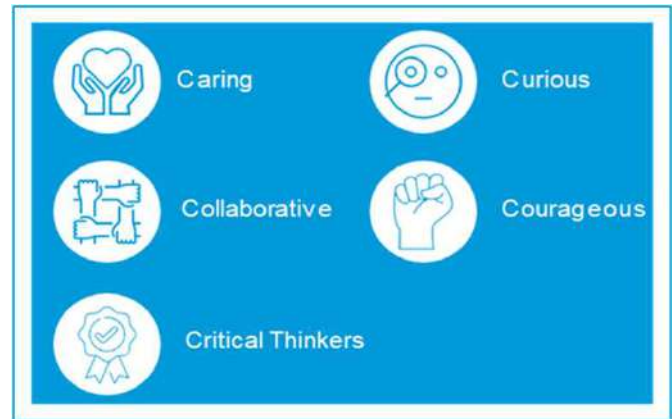 Caring
Curious
Collaborative
Courageous
Critical Thinkers